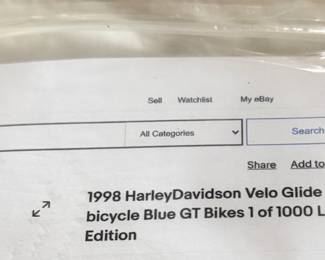 Sell Watchlist My eBay
All Categories Search
Share Add to
1998 HarleyDavidson Velo Glide
bicycle Blue GT Bikes 1 of 1000 L
Edition